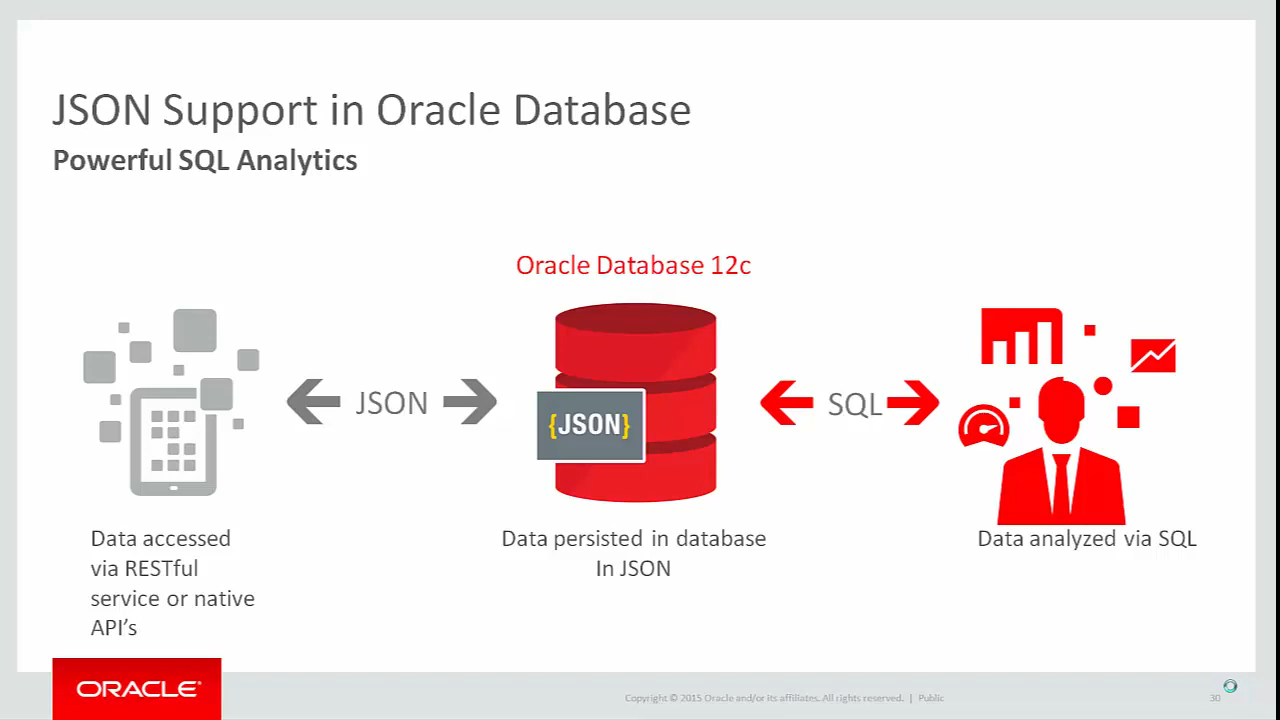 JSON Support in Oracle Database
Powerful SQL Analytics
Oracle Database 12c
JSON
{JSON}
SQL
Data accessed
via RESTful
service or native
API's
Data persisted in database
In JSON
Data analyzed via SQL
ORACLE®
Copyright © 2015 Oracle and/or its affiliates. All rights reserved. | Public
30